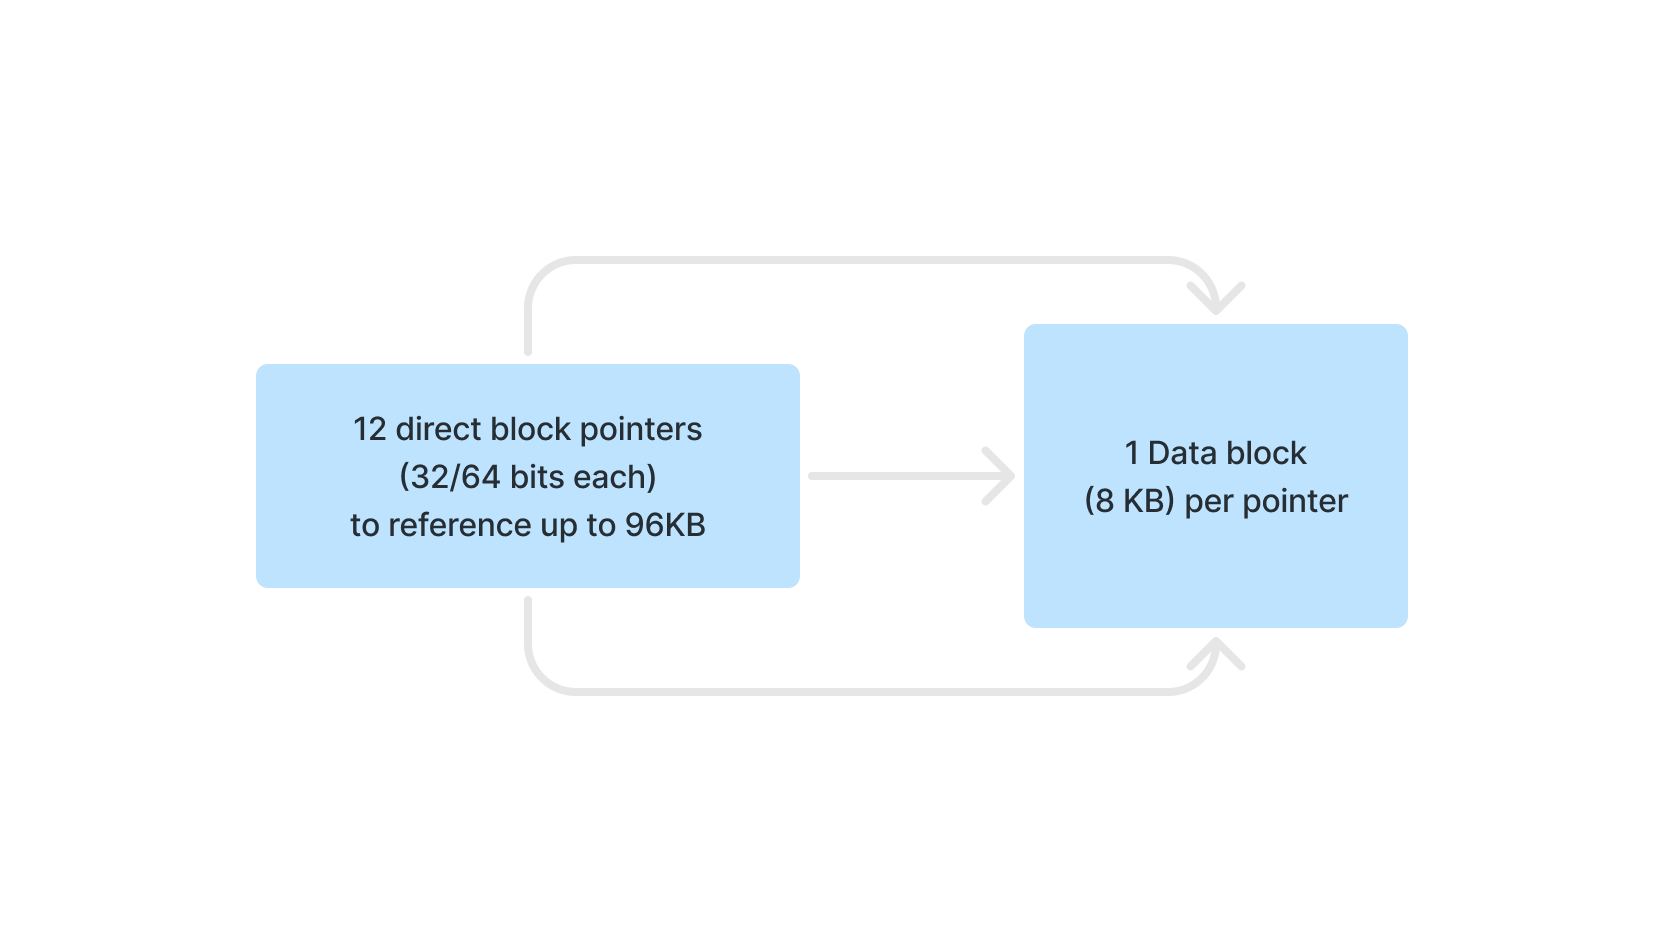 12 direct block pointers
(32/64 bits each)
to reference up to 96KB
1 Data block
(8 KB) per pointer